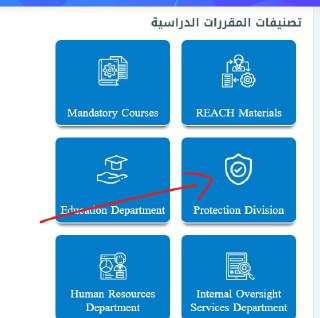 تصنيفات المقررات الدراسية
Mandatory Courses
REACH Materials
Education Department
Protection Division
Human Resources
Department
Internal Oversight
Services Department